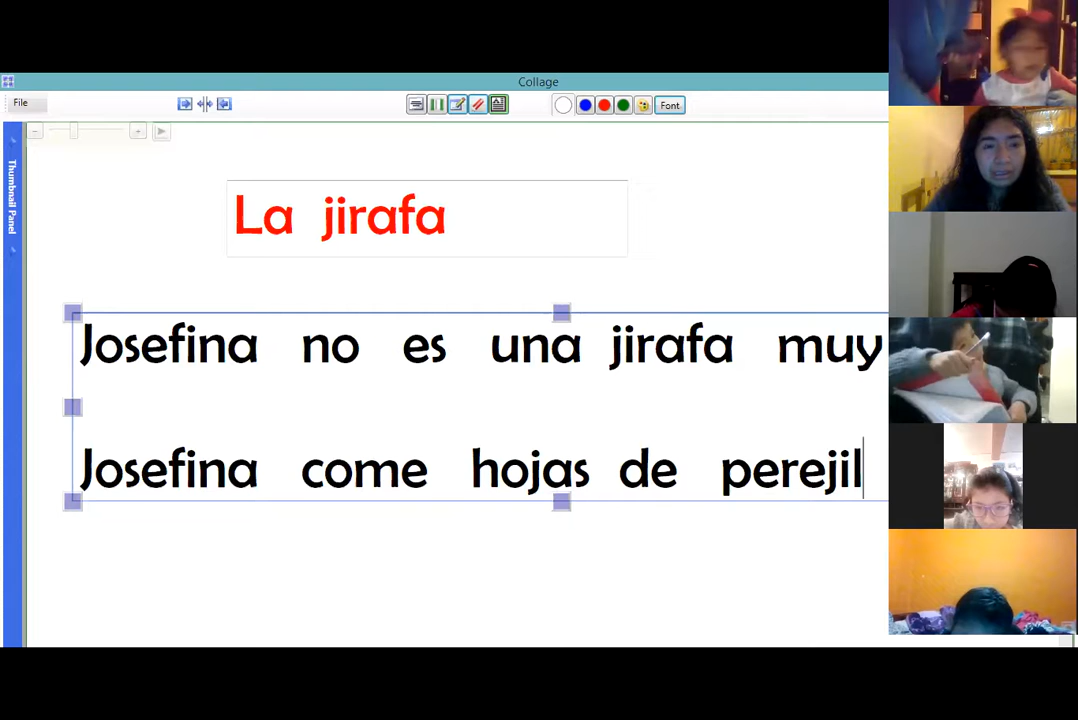 Collage
File
Font
Thumbnail Panel
La jirafa
Josefina no es una jirafa muy
Josefina come hojas de perejil